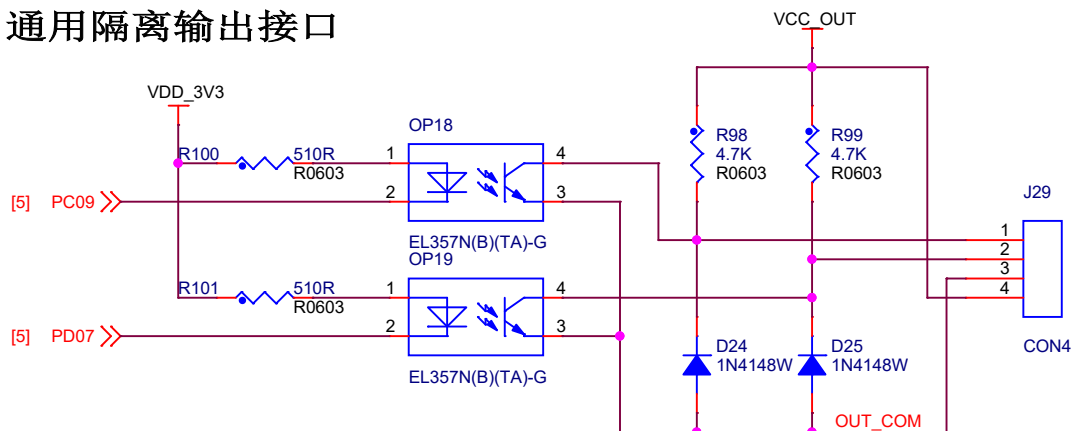 通用隔离输出接口
VCC_OUT
VDD_3V3
OP18
R100
510R
R0603
1
2
4
3
[5] PC09
EL357N(B)(TA)-G
R98
4.7K
R0603
R99
4.7K
R0603
J29
1
2
3
4
CON4
OP19
R101
510R
R0603
1
2
4
3
[5] PD07
EL357N(B)(TA)-G
D24
1N4148W
D25
1N4148W
OUT_COM